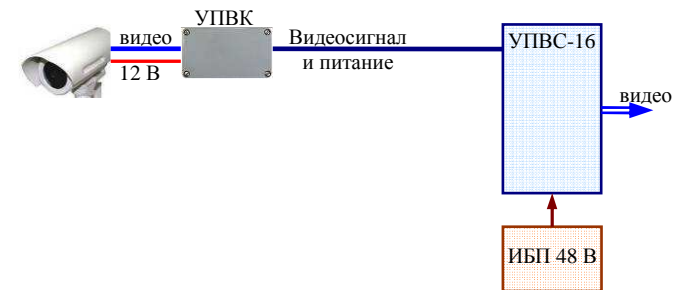 УПВК
видео
12 В
Видеосигнал
и питание
УПВС-16
видео
ИБП 48 В